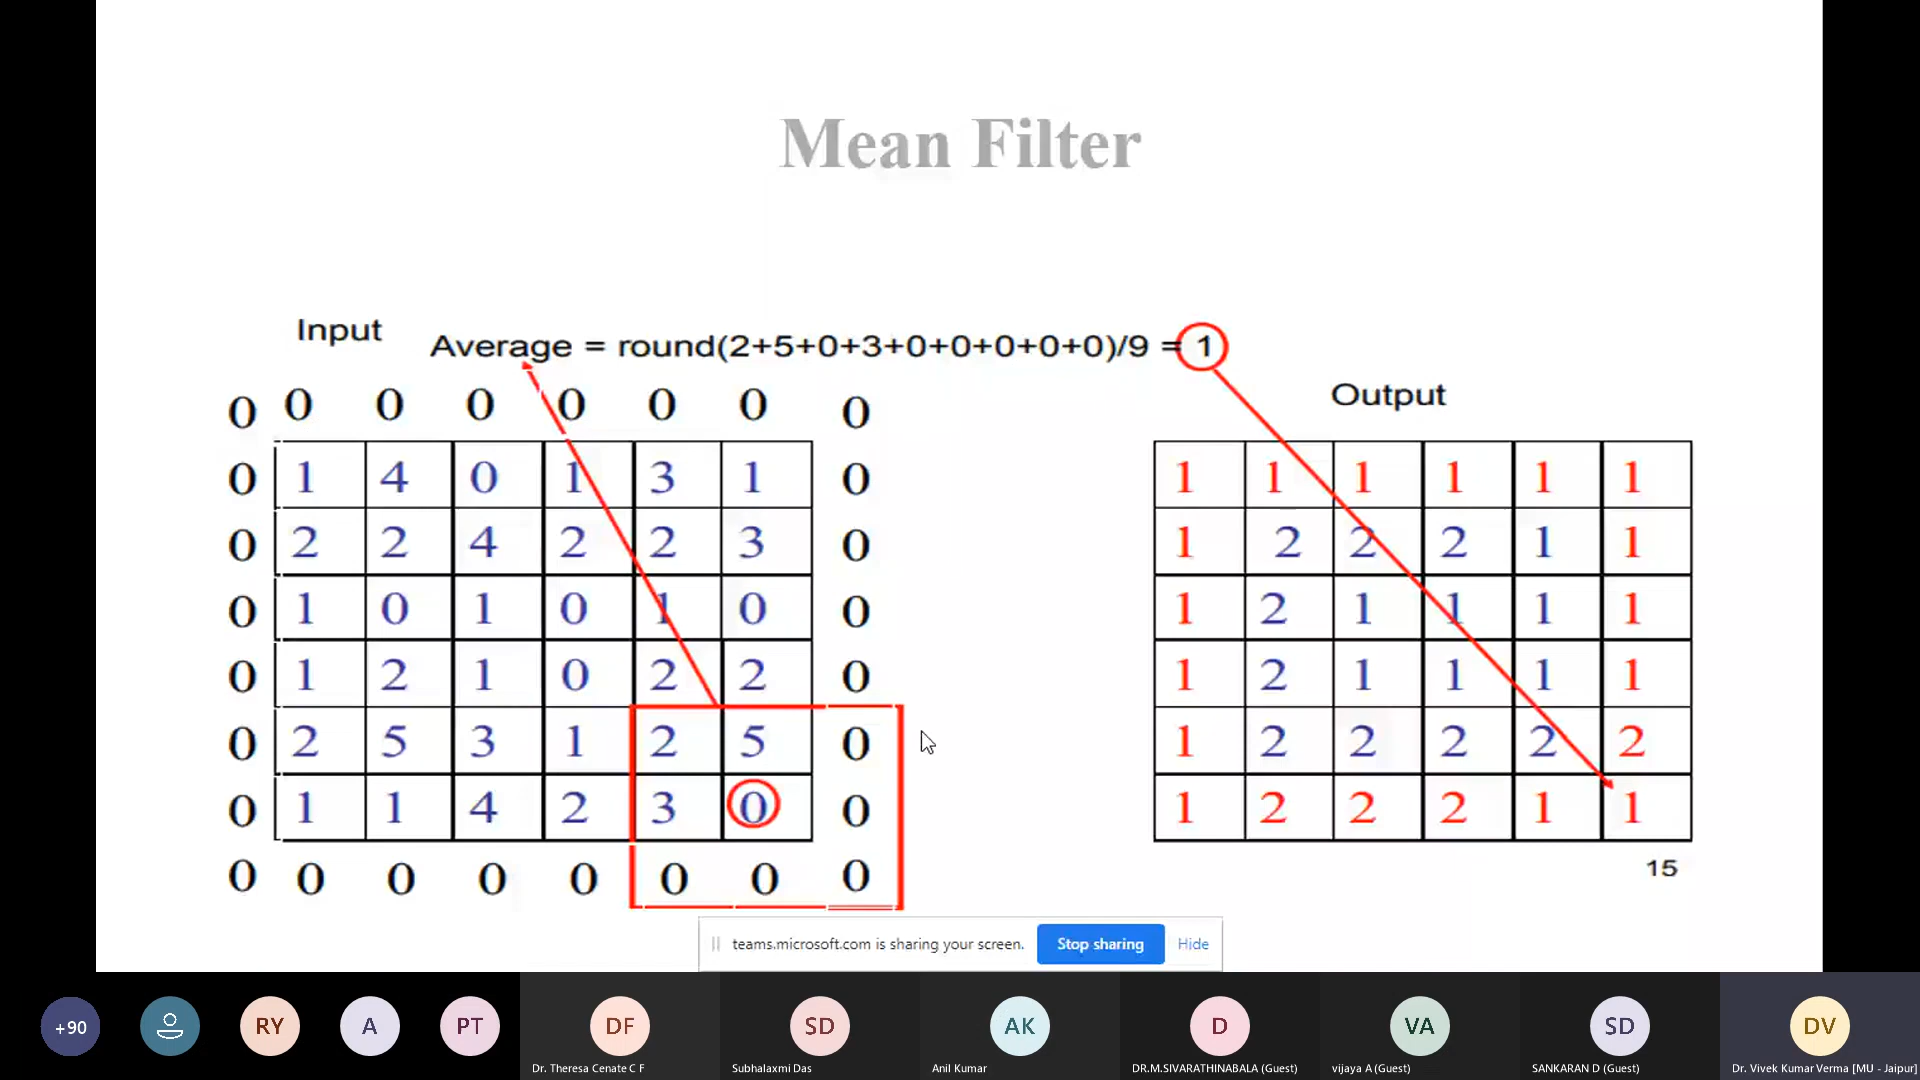 Mean Filter
Input
Average = round(2+5+0+3+0+0+0+0+0)/9 = 1
Output
0 0 0 0 0 0 0 0
0 1 4 0 1 3 1 0
0 2 2 4 2 2 3 0
0 1 0 1 0 1 0 0
0 1 2 1 0 2 2 0
0 2 5 3 1 2 5 0
0 1 1 4 2 3 0 0
0 0 0 0 0 0 0 0
1 1 1 1 1 1
1 2 2 2 1 1
1 2 1 1 1 1
1 2 1 1 1 1
1 2 2 2 2 2
1 2 2 2 1 1
15
teams.microsoft.com is sharing your screen. Stop sharing Hide
+90 RY A PT DF SD AK D VA SD DV
Dr. Theresa Cenate C F
Subhalaxmi Das
Anil Kumar
DR.M.SIVARATHINABALA (Guest)
vijaya A (Guest)
SANKARAN D (Guest)
Dr. Vivek Kumar Verma [MU - Jaipur]